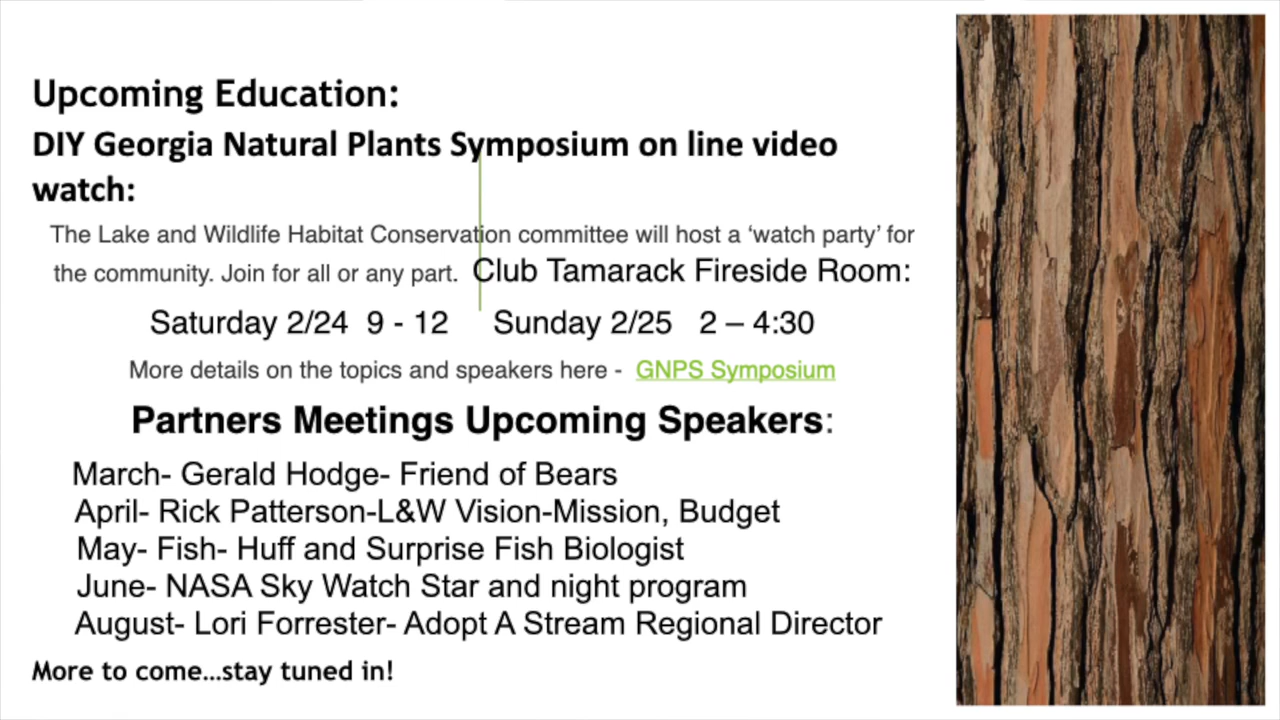 Upcoming Education:
DIY Georgia Natural Plants Symposium on line video
watch:
The Lake and Wildlife Habitat Conservation committee will host a ‘watch party’ for
the community. Join for all or any part. Club Tamarack Fireside Room:
Saturday 2/24 9 - 12 Sunday 2/25 2 – 4:30
More details on the topics and speakers here - GNPS Symposium
Partners Meetings Upcoming Speakers:
March- Gerald Hodge- Friend of Bears
April- Rick Patterson-L&W Vision-Mission, Budget
May- Fish- Huff and Surprise Fish Biologist
June- NASA Sky Watch Star and night program
August- Lori Forrester- Adopt A Stream Regional Director
More to come…stay tuned in!